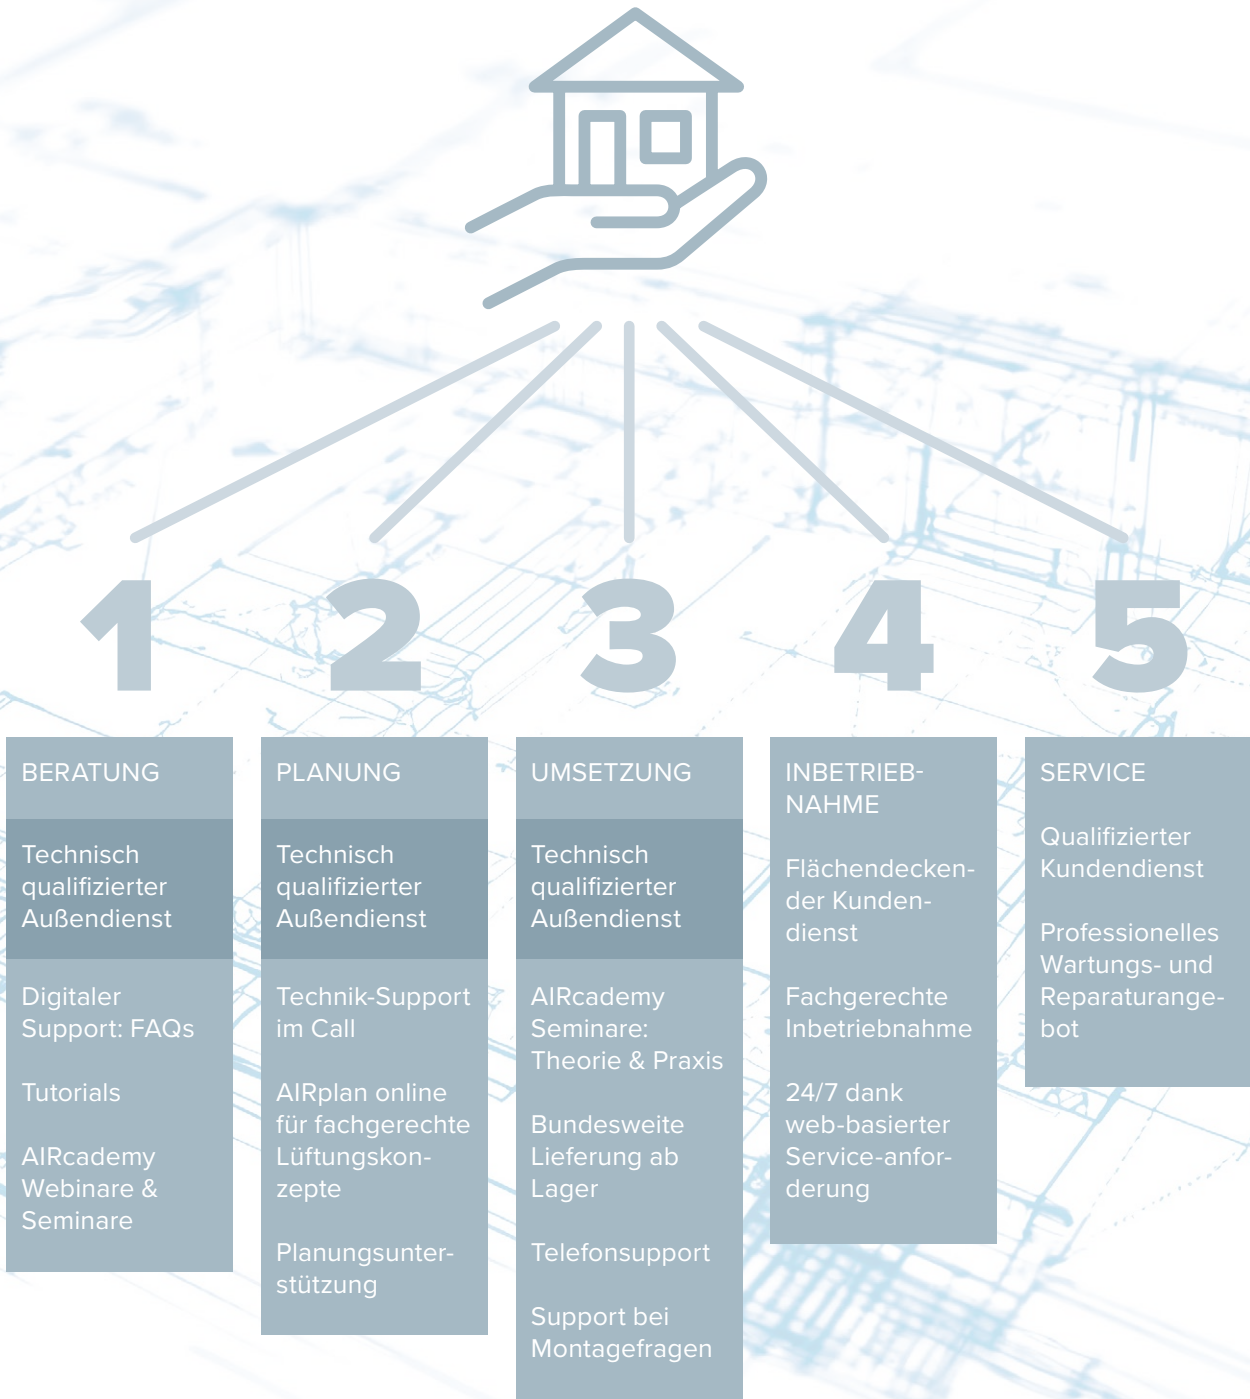 1
2
3
4
5
BERATUNG
Technisch
qualifizierter
Außendienst
Digitaler
Support: FAQs
Tutorials
AIRcademy
Webinare &
Seminare
PLANUNG
Technisch
qualifizierter
Außendienst
Technik-Support
im Call
AIRplan online
für fachgerechte
Lüftungskon-
zepte
Planungsunter-
stützung
UMSETZUNG
Technisch
qualifizierter
Außendienst
AIRcademy
Seminare:
Theorie & Praxis
Bundesweite
Lieferung ab
Lager
Telefonsupport
Support bei
Montagefragen
INBETRIEB-
NAHME
Flächendecken-
der Kunden-
dienst
Fachgerechte
Inbetriebnahme
24/7 dank
web-basierter
Service-anfor-
derung
SERVICE
Qualifizierter
Kundendienst
Professionelles
Wartungs- und
Reparaturange-
bot